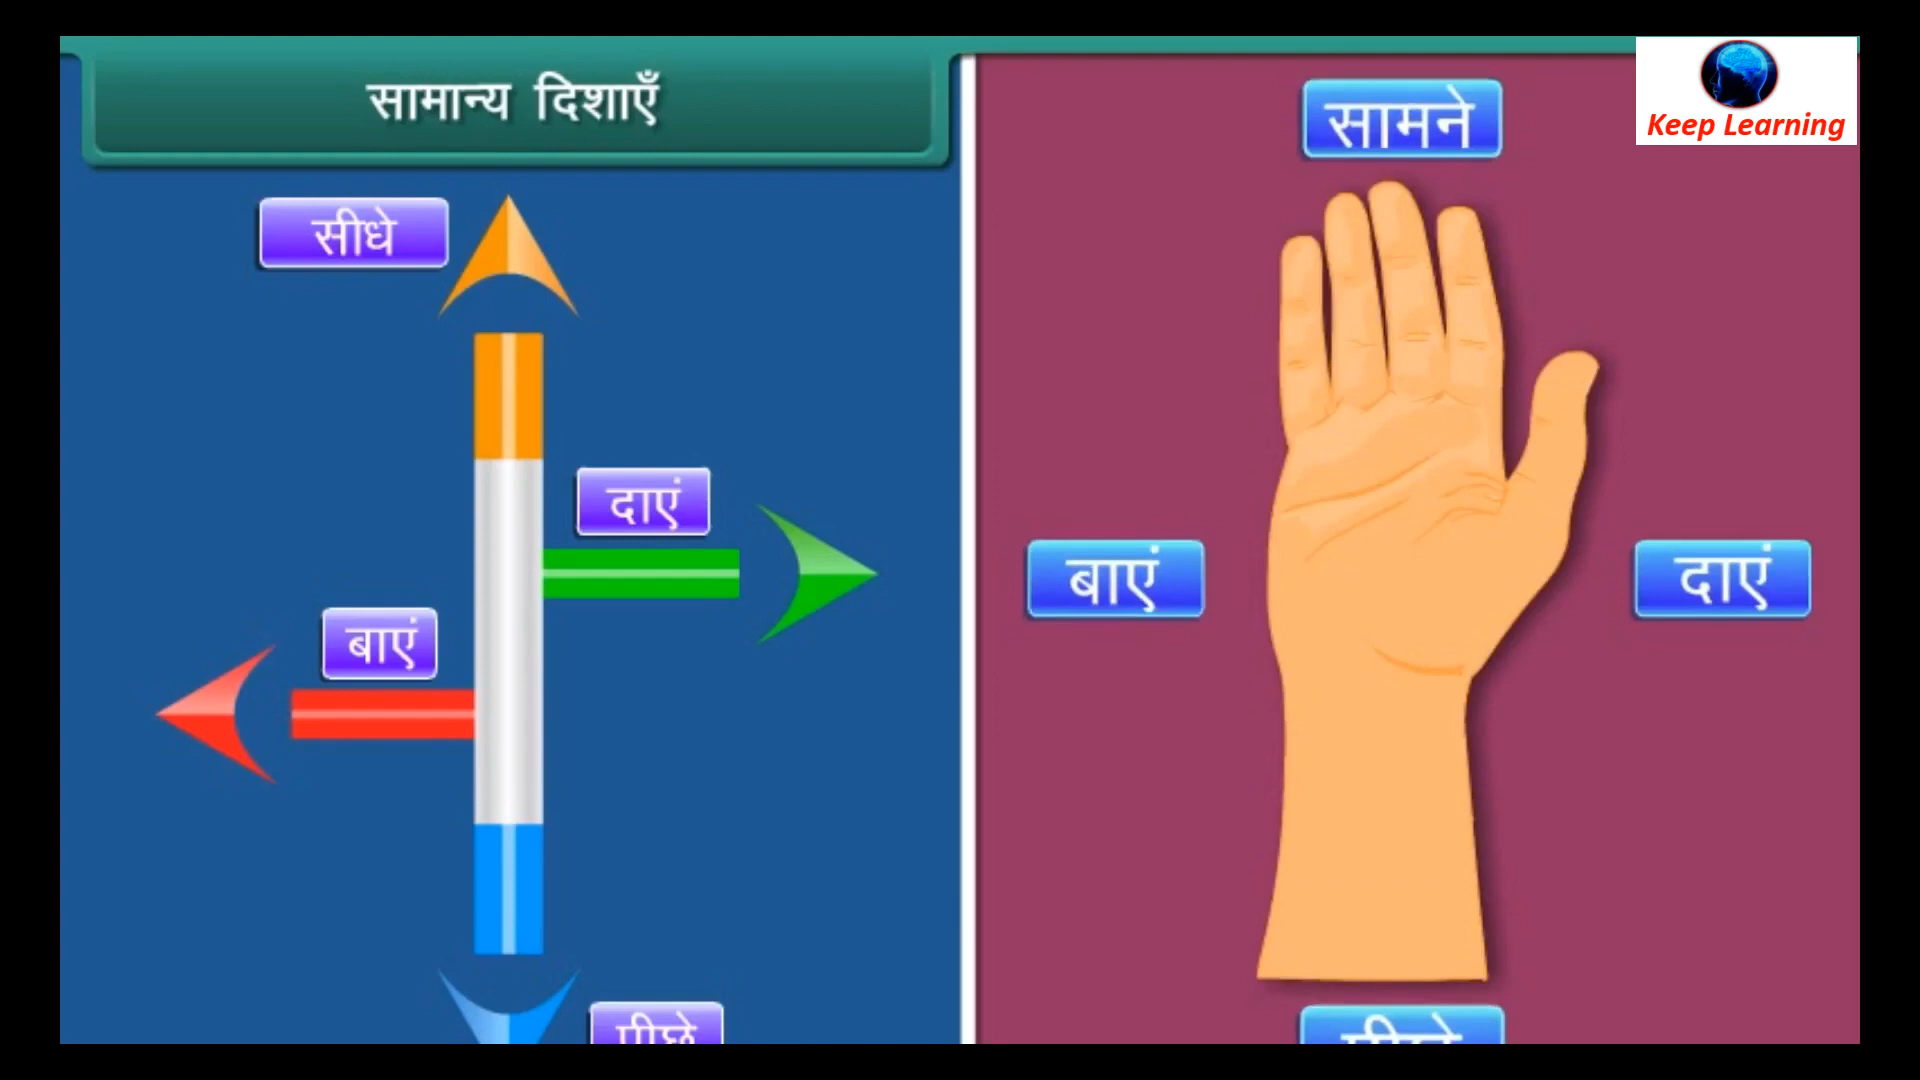 सामान्य दिशाएँ
सीधे
दाएं
बाएं
पीछे
सामने
बाएं
दाएं
Keep Learning